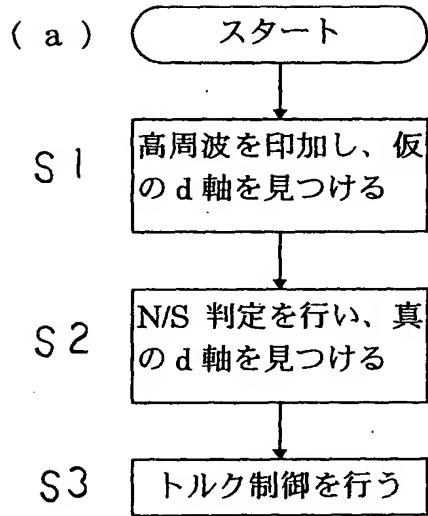 (a)
スタート
S1
高周波を印加し、仮
のd軸を見つける
S2
N/S 判定を行い、真
のd軸を見つける
S3
トルク制御を行う